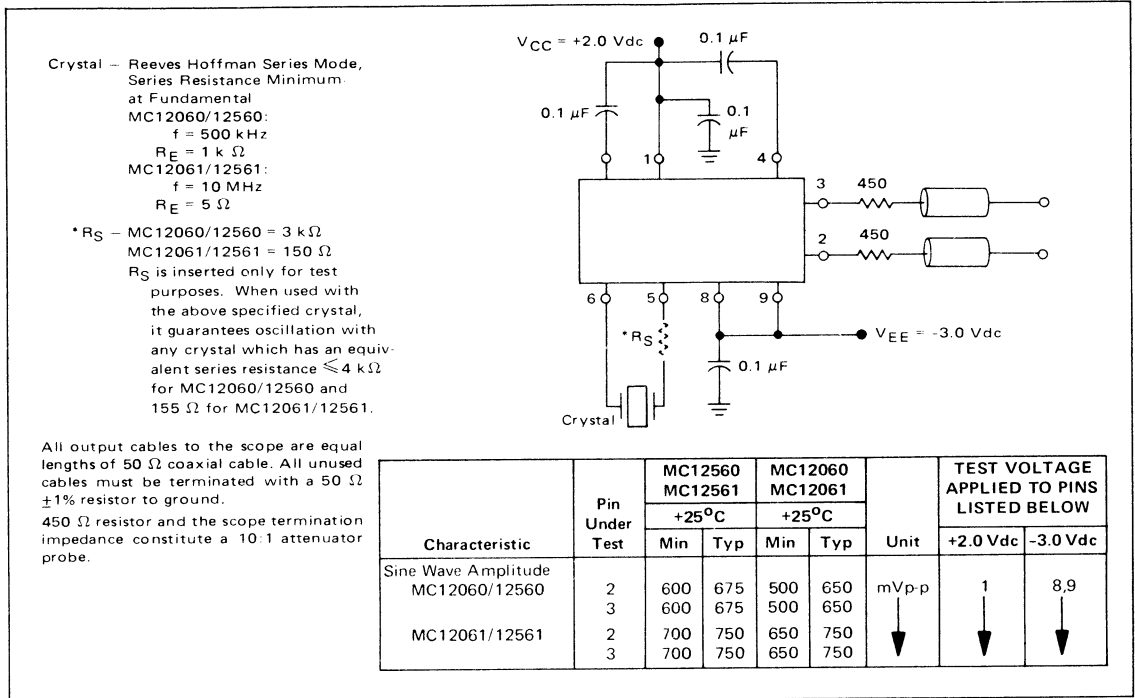 Crystal – Reeves Hoffman Series Mode,
Series Resistance Minimum
at Fundamental
MC12060/12560:
f = 500 kHz
RE = 1 k Ω
MC12061/12561:
f = 10 MHz
RE = 5 Ω
*RS – MC12060/12560 = 3 kΩ
MC12061/12561 = 150 Ω
RS is inserted only for test
purposes. When used with
the above specified crystal,
it guarantees oscillation with
any crystal which has an equiv-
alent series resistance ⩽4 kΩ
for MC12060/12560 and
155 Ω for MC12061/12561.
All output cables to the scope are equal
lengths of 50 Ω coaxial cable. All unused
cables must be terminated with a 50 Ω
±1% resistor to ground.
450 Ω resistor and the scope termination
impedance constitute a 10:1 attenuator
probe.
VCC = +2.0 Vdc
0.1 µF
0.1 µF
0.1
µF
1
4
3
450
2
450
6
5
8
9
*RS
VEE = -3.0 Vdc
0.1 µF
Crystal
Characteristic
Pin
Under
Test
MC12560
MC12561
+25°C
Min Typ
MC12060
MC12061
+25°C
Min Typ
Unit
TEST VOLTAGE
APPLIED TO PINS
LISTED BELOW
+2.0 Vdc -3.0 Vdc
Sine Wave Amplitude
MC12060/12560 2 600 675 500 650 mVp-p 1 8,9
3 600 675 500 650
MC12061/12561 2 700 750 650 750
3 700 750 650 750